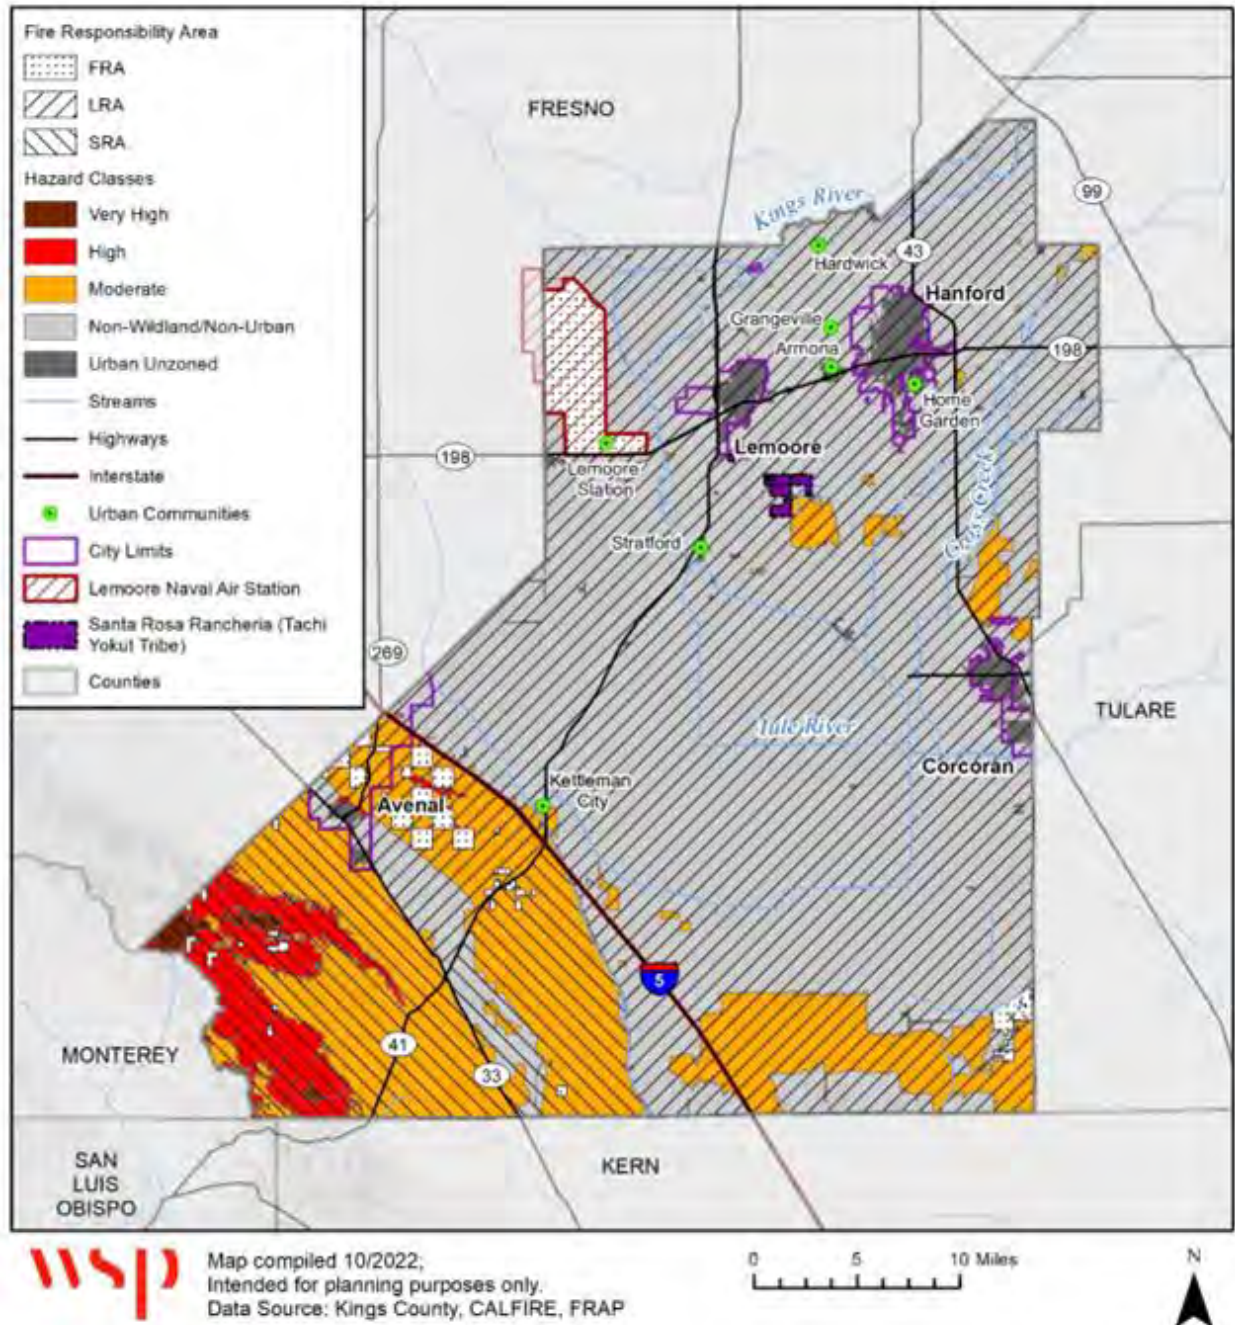 Fire Responsibility Area
FRA
LRA
SRA
Hazard Classes
Very High
High
Moderate
Non-Wildland/Non-Urban
Urban Unzoned
Streams
Highways
Interstate
Urban Communities
City Limits
Lemoore Naval Air Station
Santa Rosa Rancheria (Tachi
Yokut Tribe)
Counties
FRESNO
99
Kings River
43
Hardwick
Hanford
Grangeville
Armona
198
Home
Garden
Lemoore
198
Lemoore
Station
Cross Creek
Stratford
269
TULARE
Tule River
Corcoran
Kettleman
City
Avenal
5
MONTEREY
41
33
SAN
LUIS
OBISPO
KERN
wsp
Map compiled 10/2022;
Intended for planning purposes only.
Data Source: Kings County, CALFIRE, FRAP
0 5 10 Miles
N